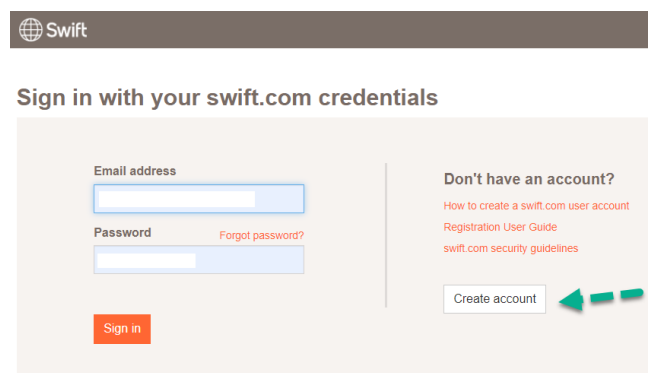 Swift
Sign in with your swift.com credentials
Email address
Password
Forgot password?
Sign in
Don't have an account?
How to create a swift.com user account
Registration User Guide
swift.com security guidelines
Create account